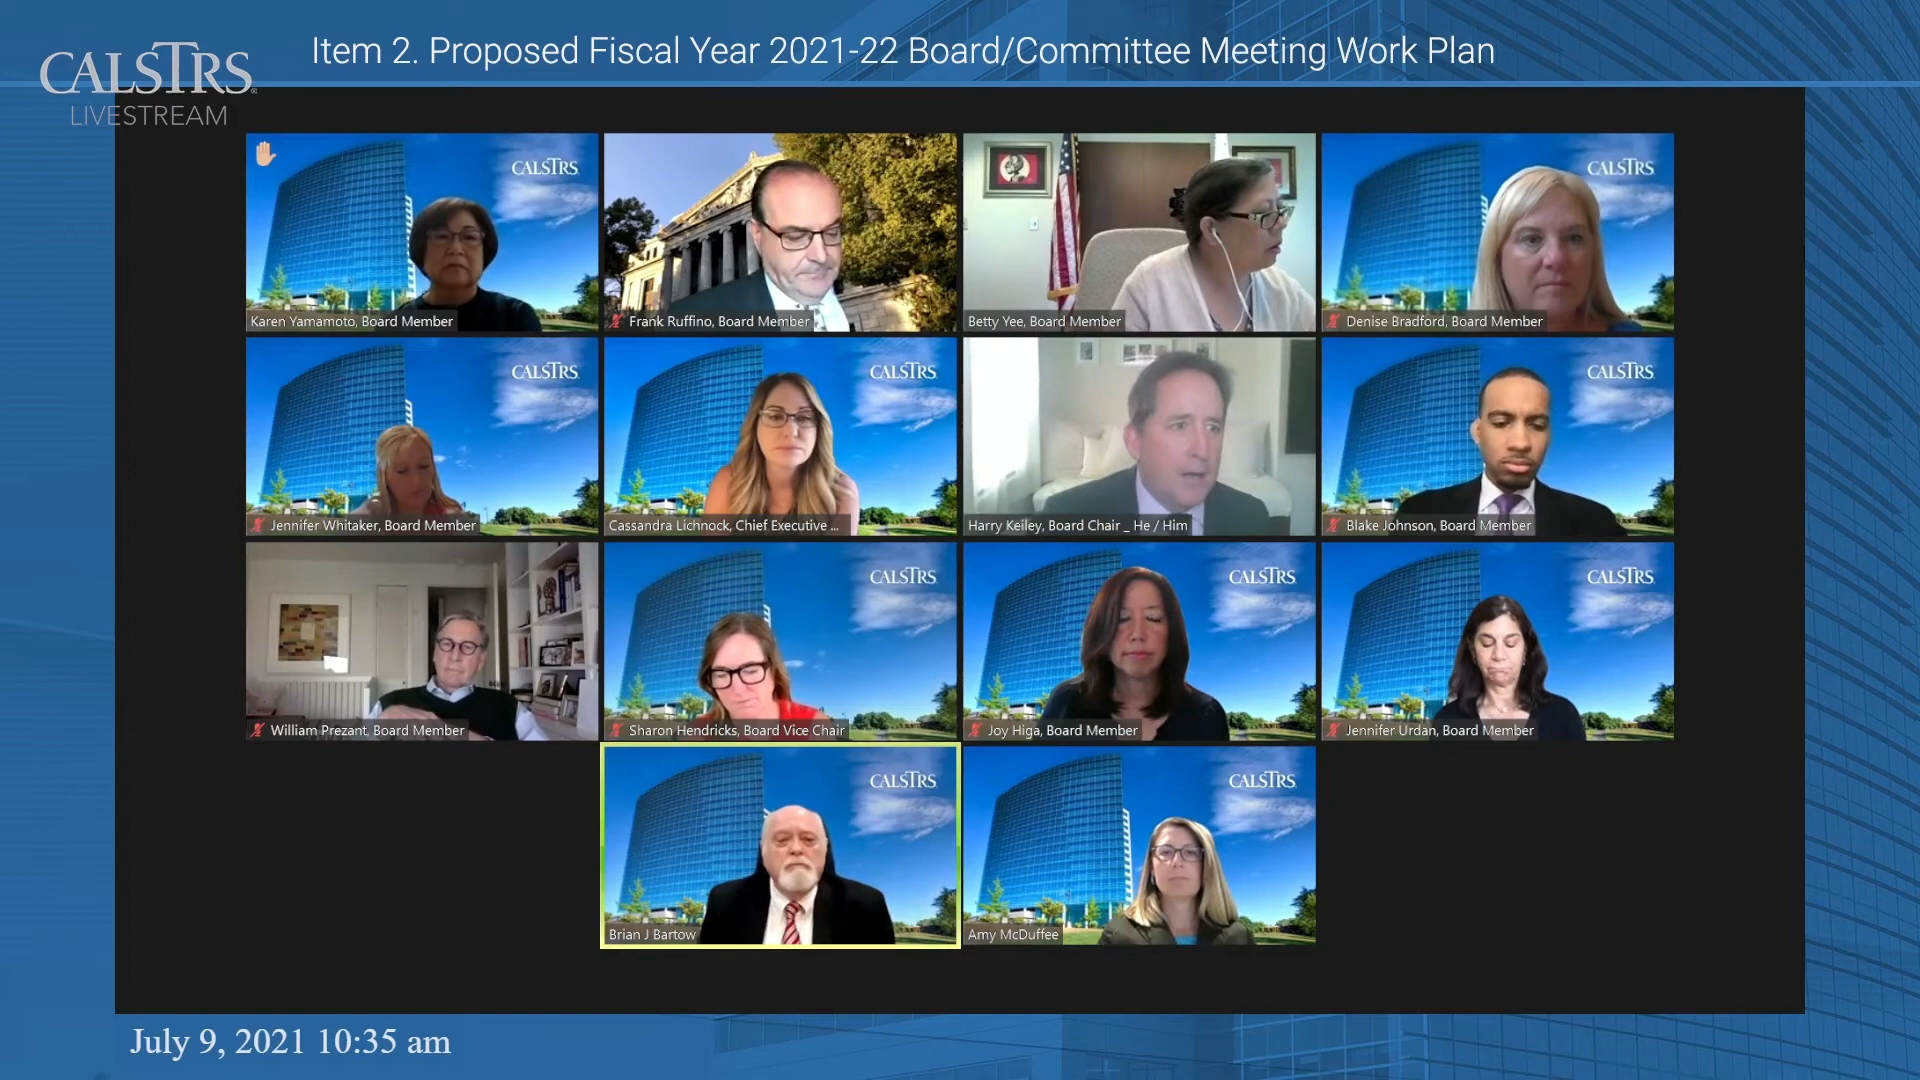 Item 2. Proposed Fiscal Year 2021-22 Board/Committee Meeting Work Plan
CALSTRS®
LIVESTREAM
CALSTRS
CALSTRS
Karen Yamamoto, Board Member
Frank Ruffino, Board Member
Betty Yee, Board Member
Denise Bradford, Board Member
CALSTRS
CALSTRS
CALSTRS
Jennifer Whitaker, Board Member
Cassandra Lichnock, Chief Executive ...
Harry Keiley, Board Chair _ He / Him
Blake Johnson, Board Member
CALSTRS
CALSTRS
CALSTRS
William Prezant, Board Member
Sharon Hendricks, Board Vice Chair
Joy Higa, Board Member
Jennifer Urdan, Board Member
CALSTRS
CALSTRS
Brian J Bartow
Amy McDuffee
July 9, 2021 10:35 am